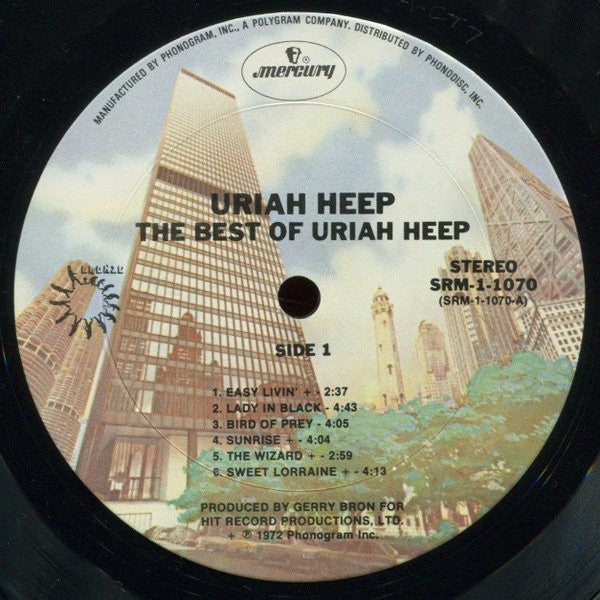 MANUFACTURED BY PHONOGRAM, INC., A POLYGRAM COMPANY, DISTRIBUTED BY PHONODISC, INC.
mercury
URIAH HEEP
THE BEST OF URIAH HEEP
BRONZE
STEREO
SRM-1-1070
(SRM-1-1070-A)
SIDE 1
1. EASY LIVIN' + - 2:37
2. LADY IN BLACK - 4:43
3. BIRD OF PREY - 4:05
4. SUNRISE + - 4:04
5. THE WIZARD + - 2:59
6. SWEET LORRAINE + - 4:13
PRODUCED BY GERRY BRON FOR
HIT RECORD PRODUCTIONS, LTD.
+ ℗ 1972 Phonogram Inc.